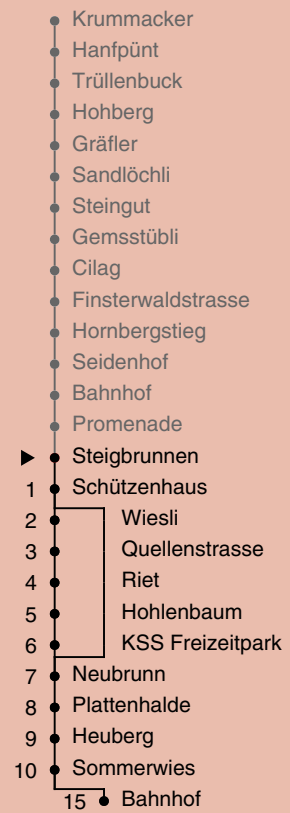 Krummacker
Hanfpünt
Trüllenbuck
Hohberg
Gräfler
Sandlöchli
Steingut
Gemsstübli
Cilag
Finsterwaldstrasse
Hornbergstieg
Seidenhof
Bahnhof
Promenade
Steigbrunnen
1 Schützenhaus
2 Wiesli
3 Quellenstrasse
4 Riet
5 Hohlenbaum
6 KSS Freizeitpark
7 Neubrunn
8 Plattenhalde
9 Heuberg
10 Sommerwies
15 Bahnhof